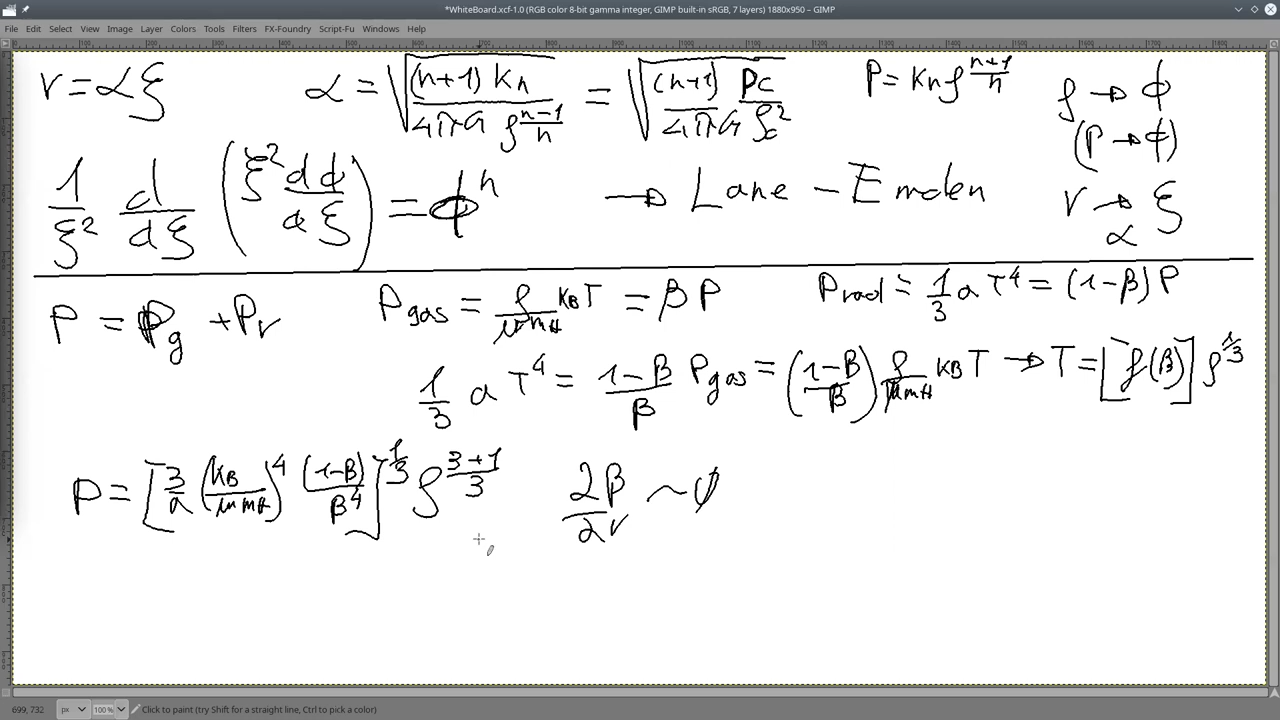 *WhiteBoard.xcf-1.0 (RGB color 8-bit gamma integer, GIMP built-in sRGB, 7 layers) 1880x950 – GIMP
File Edit Select View Image Layer Colors Tools Filters FX-Foundry Script-Fu Windows Help
r = αξ α = √((n+1) Kn / 4πG ρ^((n-1)/n)) = √((n+1) Pc / 4πG ρc²) P = Kn ρ^((n+1)/n) ρ → ϕ
(P → ϕ)
1/ξ² d/dξ (ξ² dϕ/dξ) = ϕ^n → Lane - Emden r → ξ
α
P = Pg + Pr Pgas = ρ/(μ mH) KB T = β P Prad = 1/3 a T⁴ = (1-β) P
1/3 a T⁴ = (1-β)/β Pgas = ((1-β)/β) ρ/(μ mH) KB T → T = [f(β)] ρ^(1/3)
P = [3/a (KB/(μ mH))⁴ (1-β)/β⁴]^(1/3) ρ^((3+1)/3) ∂β/∂r ~ 0
699, 732 px 100 % Click to paint (try Shift for a straight line, Ctrl to pick a color)